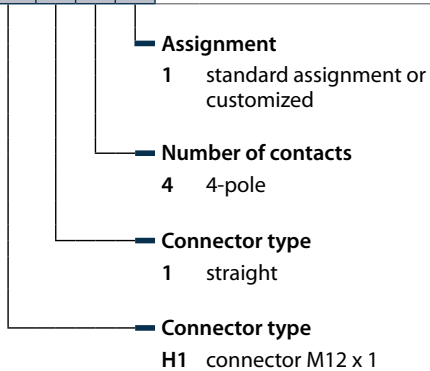 Assignment
1 standard assignment or
customized
Number of contacts
4 4-pole
Connector type
1 straight
Connector type
H1 connector M12 x 1